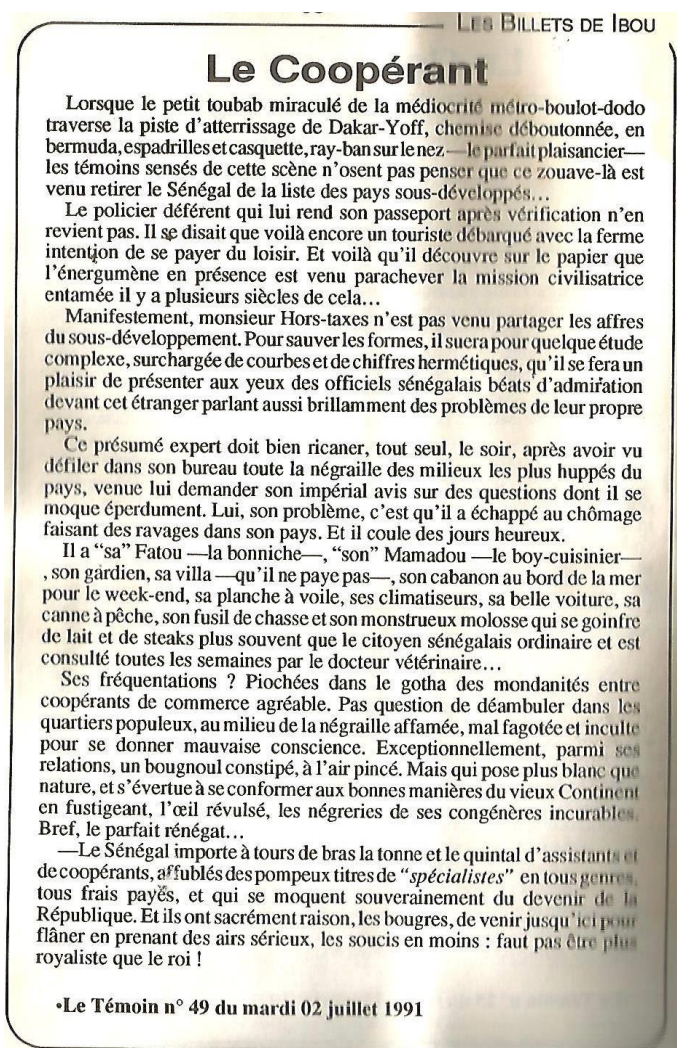 LES BILLETS DE IBOU
Le Coopérant
Lorsque le petit toubab miraculé de la médiocrité métro-boulot-dodo
traverse la piste d'atterrissage de Dakar-Yoff, chemise déboutonnée, en
bermuda, espadrilles et casquette, ray-ban sur le nez — le parfait plaisancier—
les témoins sensés de cette scène n'osent pas penser que ce zouave-là est
venu retirer le Sénégal de la liste des pays sous-développés...
Le policier déférent qui lui rend son passeport après vérification n'en
revient pas. Il se disait que voilà encore un touriste débarqué avec la ferme
intention de se payer du loisir. Et voilà qu'il découvre sur le papier que
l'énergumène en présence est venu parachever la mission civilisatrice
entamée il y a plusieurs siècles de cela...
Manifestement, monsieur Hors-taxes n'est pas venu partager les affres
du sous-développement. Pour sauver les formes, il suera pour quelque étude
complexe, surchargée de courbes et de chiffres hermétiques, qu'il se fera un
plaisir de présenter aux yeux des officiels sénégalais béats d'admiration
devant cet étranger parlant aussi brillamment des problèmes de leur propre
pays.
Ce présumé expert doit bien ricaner, tout seul, le soir, après avoir vu
défiler dans son bureau toute la négraille des milieux les plus huppés du
pays, venue lui demander son impérial avis sur des questions dont il se
moque éperdument. Lui, son problème, c'est qu'il a échappé au chômage
faisant des ravages dans son pays. Et il coule des jours heureux.
Il a "sa" Fatou —la bonniche—, "son" Mamadou —le boy-cuisinier—
, son gardien, sa villa —qu'il ne paye pas—, son cabanon au bord de la mer
pour le week-end, sa planche à voile, ses climatiseurs, sa belle voiture, sa
canne à pêche, son fusil de chasse et son monstrueux molosse qui se goinfre
de lait et de steaks plus souvent que le citoyen sénégalais ordinaire et est
consulté toutes les semaines par le docteur vétérinaire...
Ses fréquentations ? Piochées dans le gotha des mondanités entre
coopérants de commerce agréable. Pas question de déambuler dans les
quartiers populeux, au milieu de la négraille affamée, mal fagotée et inculte
pour se donner mauvaise conscience. Exceptionnellement, parmi ses
relations, un bougnoul constipé, à l'air pincé. Mais qui pose plus blanc que
nature, et s'évertue à se conformer aux bonnes manières du vieux Continent
en fustigeant, l'œil révulsé, les négreries de ses congénères incurables.
Bref, le parfait rénégat...
—Le Sénégal importe à tours de bras la tonne et le quintal d'assistants et
de coopérants, affublés des pompeux titres de "spécialistes" en tous genres,
tous frais payés, et qui se moquent souverainement du devenir de la
République. Et ils ont sacrément raison, les bougres, de venir jusqu'ici pour
flâner en prenant des airs sérieux, les soucis en moins : faut pas être plus
royaliste que le roi !
•Le Témoin n° 49 du mardi 02 juillet 1991